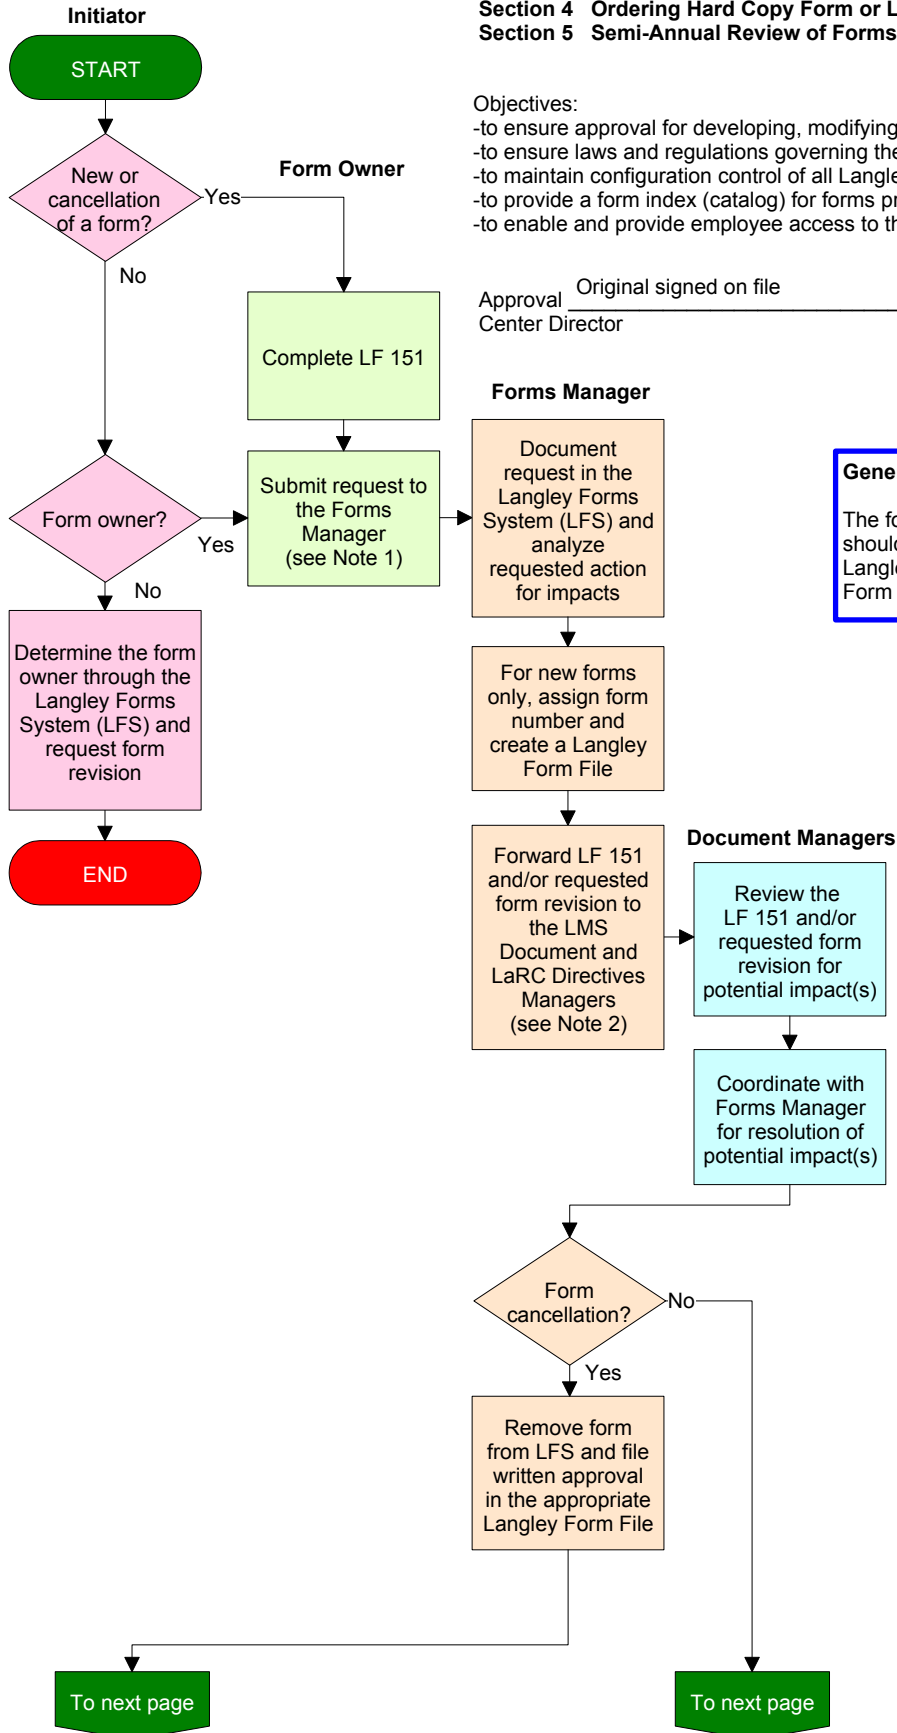 Initiator
Section 4 Ordering Hard Copy Form or L
Section 5 Semi-Annual Review of Forms
START
Objectives:
-to ensure approval for developing, modifying
-to ensure laws and regulations governing the
-to maintain configuration control of all Langle
-to provide a form index (catalog) for forms pr
-to enable and provide employee access to th
New or
cancellation
of a form?
Yes
No
Form Owner
Approval Original signed on file
Center Director
Complete LF 151
Forms Manager
Form owner?
Yes
No
Submit request to
the Forms
Manager
(see Note 1)
Document
request in the
Langley Forms
System (LFS) and
analyze
requested action
for impacts
Gene
The fo
should
Langle
Form
Determine the form
owner through the
Langley Forms
System (LFS) and
request form
revision
For new forms
only, assign form
number and
create a Langley
Form File
END
Forward LF 151
and/or requested
form revision to
the LMS
Document and
LaRC Directives
Managers
(see Note 2)
Document Managers
Review the
LF 151 and/or
requested form
revision for
potential impact(s)
Coordinate with
Forms Manager
for resolution of
potential impact(s)
Form
cancellation?
No
Yes
Remove form
from LFS and file
written approval
in the appropriate
Langley Form File
To next page
To next page